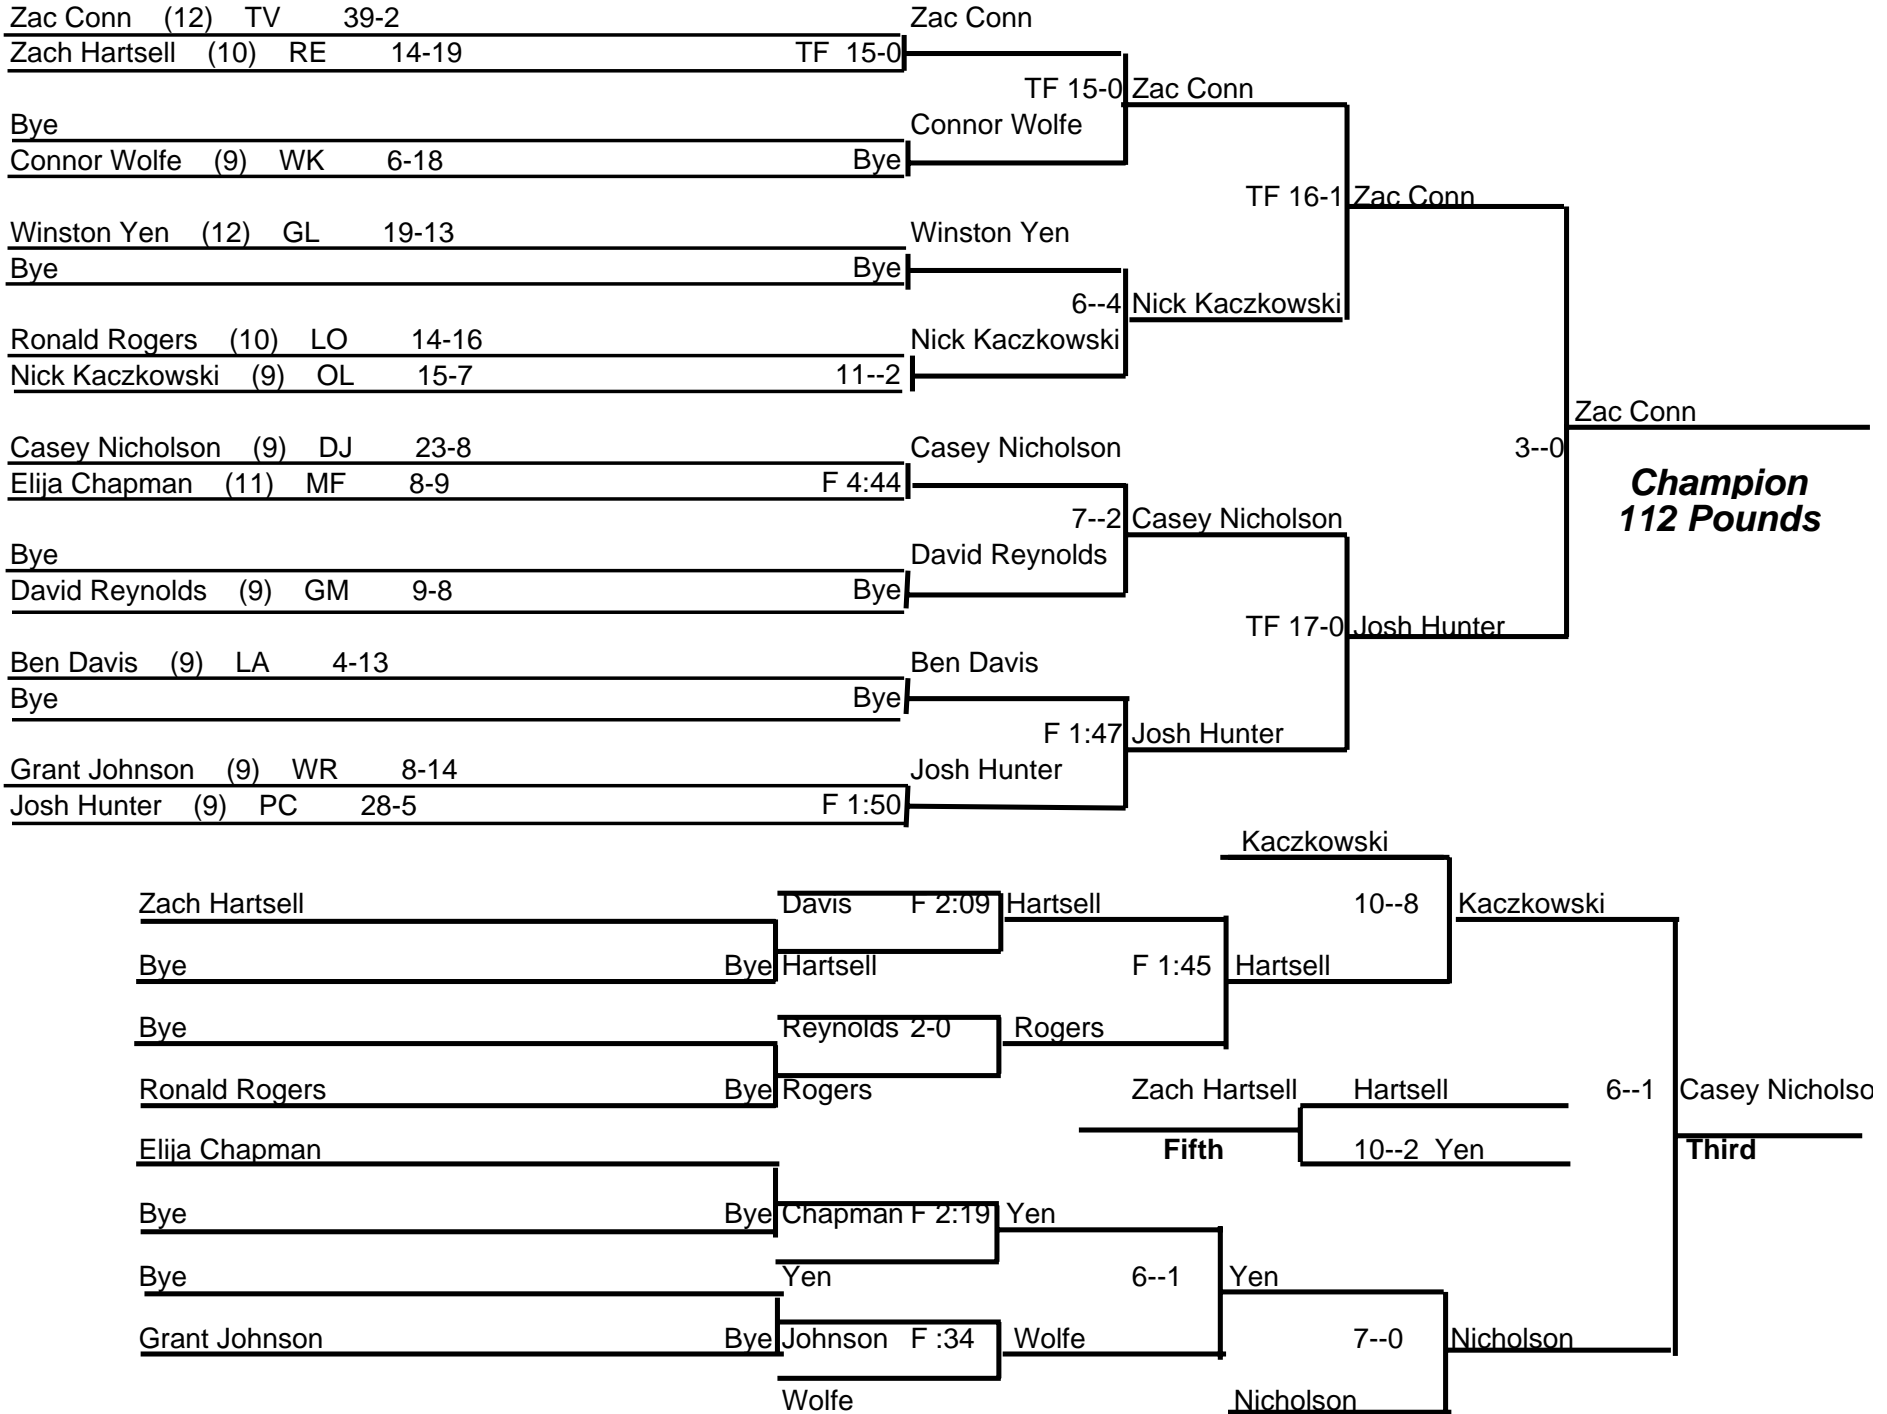 Zac Conn (12) TV 39-2 Zac Conn
Zach Hartsell (10) RE 14-19 TF 15-0
TF 15-0 Zac Conn
Bye Connor Wolfe
Connor Wolfe (9) WK 6-18 Bye
TF 16-1 Zac Conn
Winston Yen (12) GL 19-13 Winston Yen
Bye Bye
6--4 Nick Kaczkowski
Ronald Rogers (10) LO 14-16 Nick Kaczkowski
Nick Kaczkowski (9) OL 15-7 11--2
Zac Conn
Casey Nicholson (9) DJ 23-8 Casey Nicholson 3--0
Elija Chapman (11) MF 8-9 F 4:44 Champion
7--2 Casey Nicholson 112 Pounds
Bye David Reynolds
David Reynolds (9) GM 9-8 Bye
TF 17-0 Josh Hunter
Ben Davis (9) LA 4-13 Ben Davis
Bye Bye
F 1:47 Josh Hunter
Grant Johnson (9) WR 8-14 Josh Hunter
Josh Hunter (9) PC 28-5 F 1:50
Kaczkowski
Zach Hartsell Davis F 2:09 Hartsell 10--8 Kaczkowski
Bye Bye Hartsell F 1:45 Hartsell
Bye Reynolds 2-0 Rogers
Ronald Rogers Bye Rogers Zach Hartsell Hartsell 6--1 Casey Nicholso
Elija Chapman Fifth 10--2 Yen Third
Bye Bye Chapman F 2:19 Yen
Bye Yen 6--1 Yen
Grant Johnson Bye Johnson F :34 Wolfe 7--0 Nicholson
Wolfe Nicholson